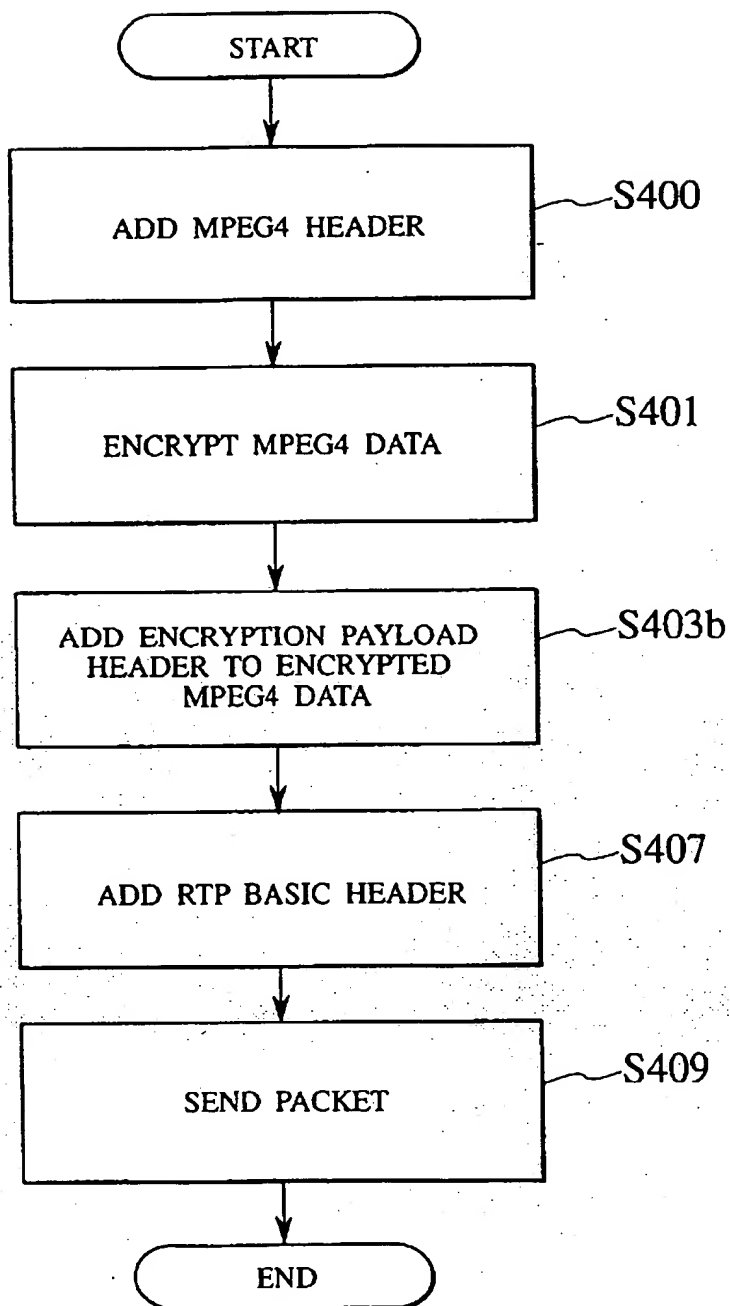 START
ADD MPEG4 HEADER
S400
ENCRYPT MPEG4 DATA
S401
ADD ENCRYPTION PAYLOAD
HEADER TO ENCRYPTED
MPEG4 DATA
S403b
ADD RTP BASIC HEADER
S407
SEND PACKET
S409
END